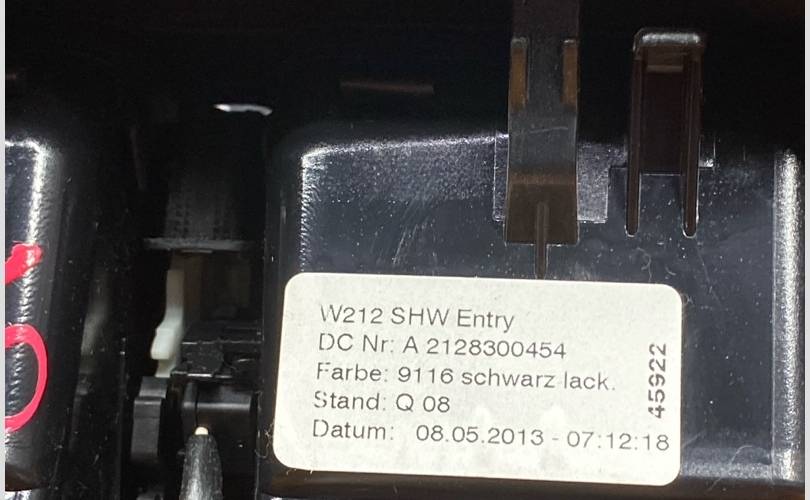 W212 SHW Entry
DC Nr: A 2128300454
Farbe: 9116 schwarz lack.
Stand: Q 08
Datum: 08.05.2013 - 07:12:18
45922